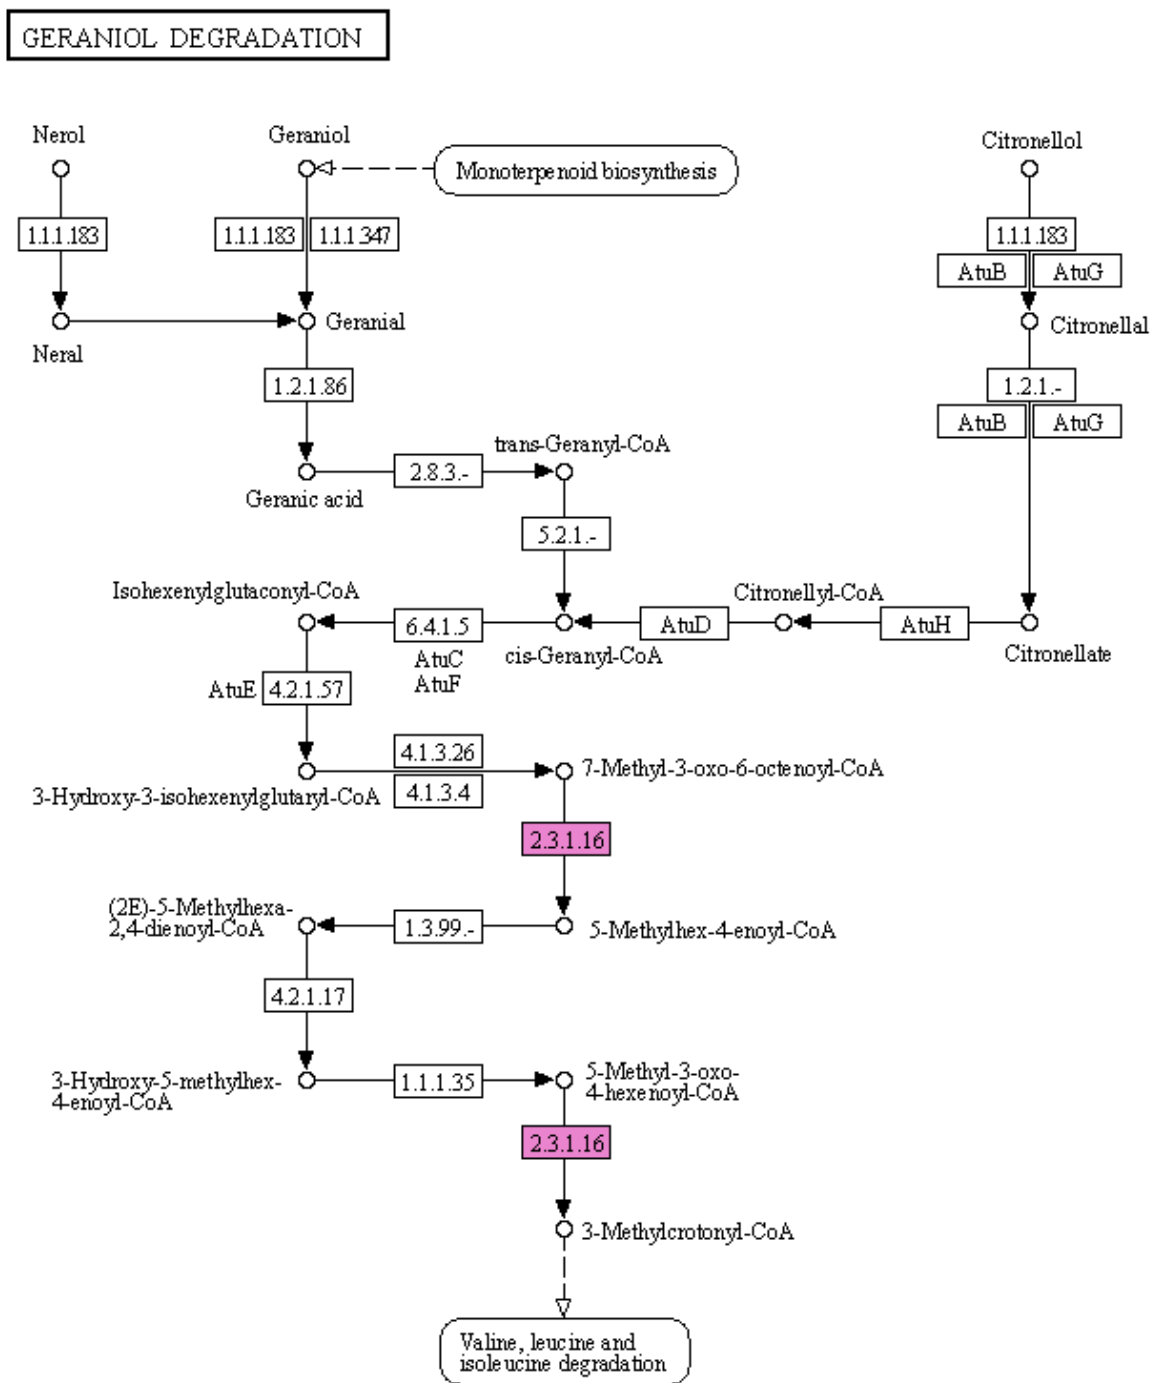 GERANIOL DEGRADATION
Nerol
Geraniol
Citronellol
Monoterpenoid biosynthesis
1.1.1.183
1.1.1.183
1.1.1.347
1.1.1.183
AtuB
AtuG
Neral
Geranial
Citronellal
1.2.1.86
1.2.1.-
AtuB
AtuG
trans-Geranyl-CoA
Geranic acid
2.8.3.-
5.2.1.-
Isohexenylglutaconyl-CoA
Citronellyl-CoA
6.4.1.5
AtuC
AtuF
cis-Geranyl-CoA
AtuD
AtuH
Citronellate
AtuE
4.2.1.57
4.1.3.26
4.1.3.4
3-Hydroxy-3-isohexenylglutaryl-CoA
7-Methyl-3-oxo-6-octenoyl-CoA
2.3.1.16
(2E)-5-Methylhexa-
2,4-dienoyl-CoA
1.3.99.-
5-Methylhex-4-enoyl-CoA
4.2.1.17
3-Hydroxy-5-methylhex-
4-enoyl-CoA
1.1.1.35
5-Methyl-3-oxo-
4-hexenoyl-CoA
2.3.1.16
3-Methylcrotonyl-CoA
Valine, leucine and
isoleucine degradation